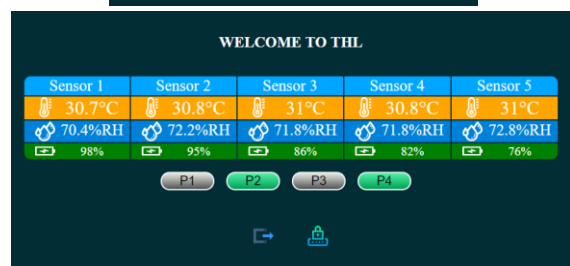 WELCOME TO THL
Sensor 1 Sensor 2 Sensor 3 Sensor 4 Sensor 5
30.7°C 30.8°C 31°C 30.8°C 31°C
70.4%RH 72.2%RH 71.8%RH 71.8%RH 72.8%RH
98% 95% 86% 82% 76%
P1 P2 P3 P4